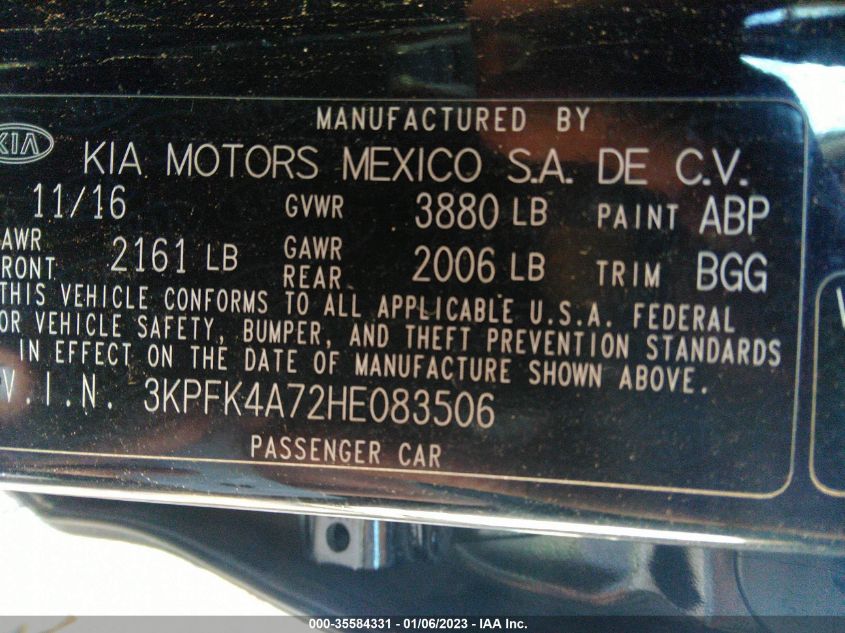 MANUFACTURED BY
KIA
KIA MOTORS MEXICO S.A. DE C.V.
11/16 GVWR 3880 LB PAINT ABP
AWR FRONT 2161 LB GAWR REAR 2006 LB TRIM BGG
THIS VEHICLE CONFORMS TO ALL APPLICABLE U.S.A. FEDERAL
OR VEHICLE SAFETY, BUMPER, AND THEFT PREVENTION STANDARDS
IN EFFECT ON THE DATE OF MANUFACTURE SHOWN ABOVE.
V.I.N. 3KPFK4A72HE083506
PASSENGER CAR
000-35584331 - 01/06/2023 - IAA Inc.